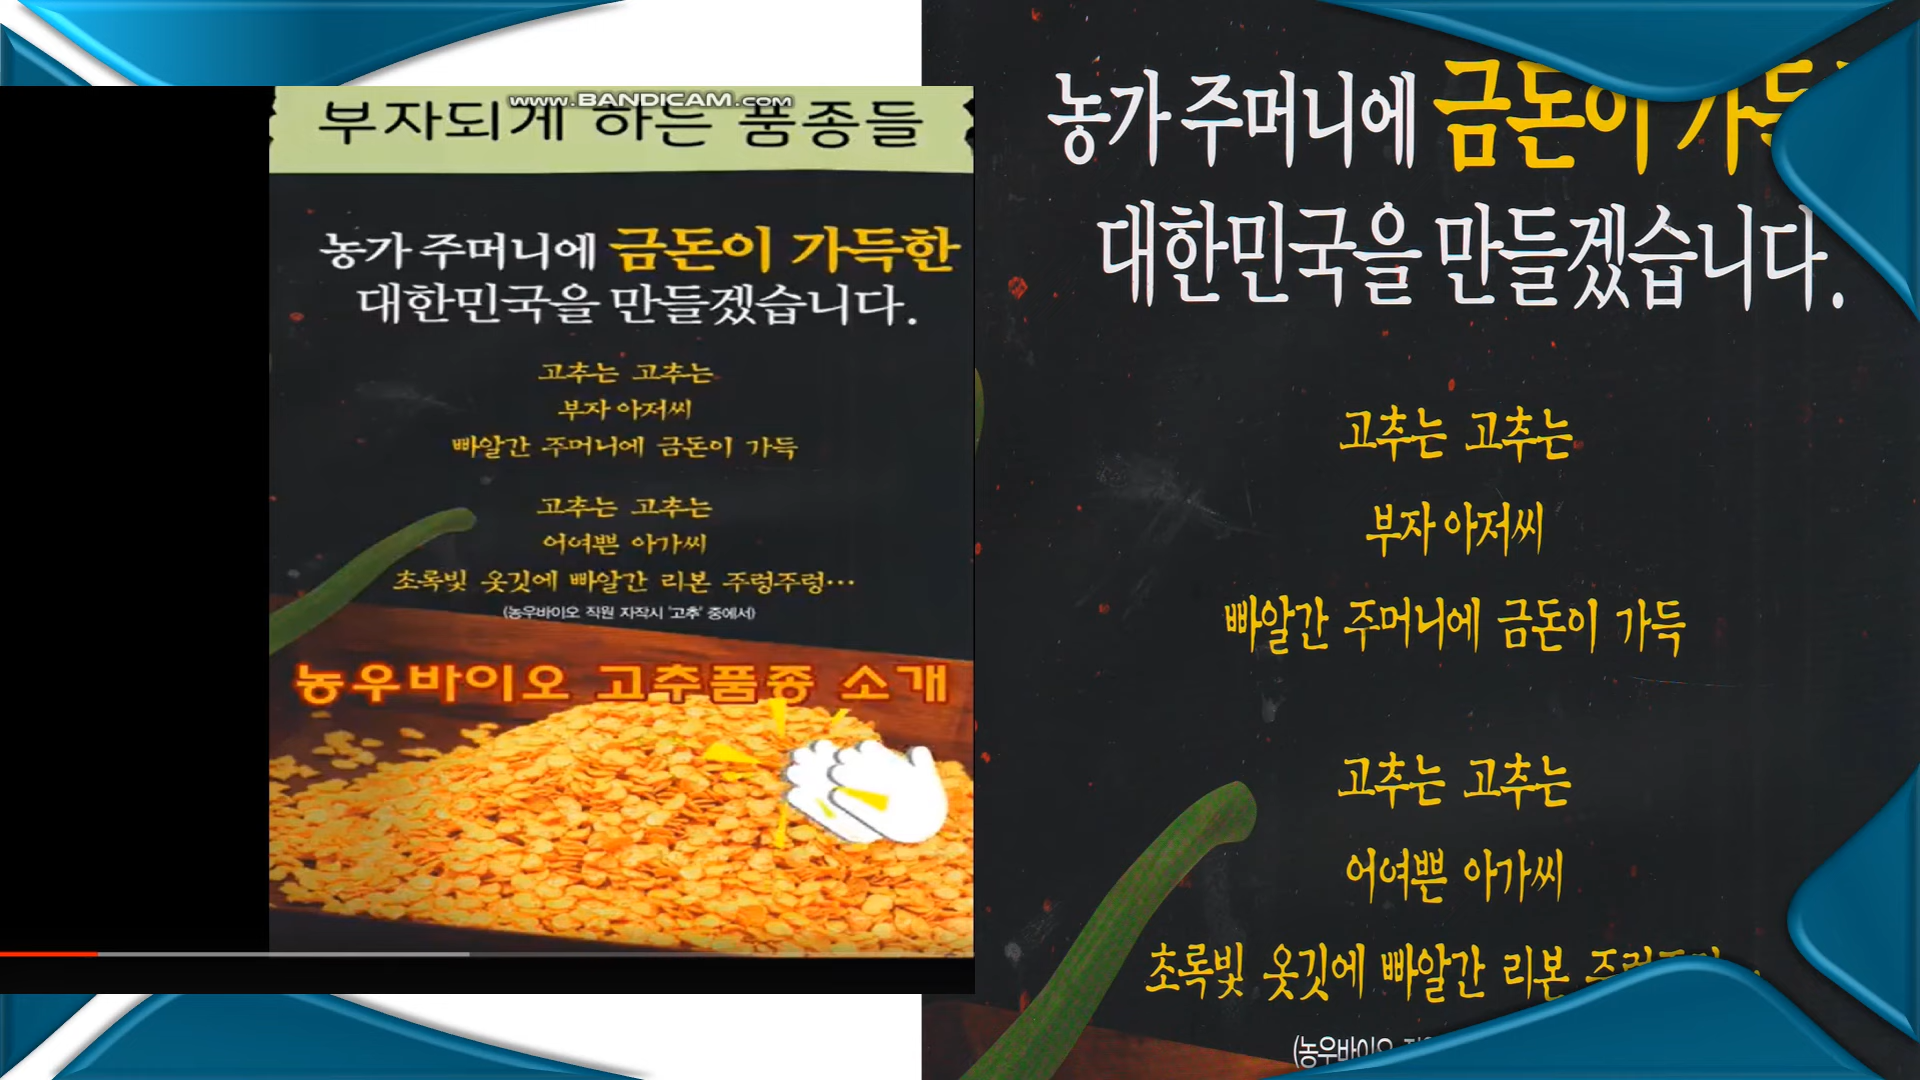 www.BANDICAM.com
부자되게 하는 품종들
농가 주머니에 금돈이 가득한
대한민국을 만들겠습니다.
고추는 고추는
부자 아저씨
빠알간 주머니에 금돈이 가득
고추는 고추는
어여쁜 아가씨
초록빛 옷깃에 빠알간 리본 주렁주렁…
(농우바이오 직원 자작시 '고추' 중에서)
농우바이오 고추품종 소개
농가 주머니에 금돈이 가득
대한민국을 만들겠습니다.
고추는 고추는
부자 아저씨
빠알간 주머니에 금돈이 가득
고추는 고추는
어여쁜 아가씨
초록빛 옷깃에 빠알간 리본
(농우바이오